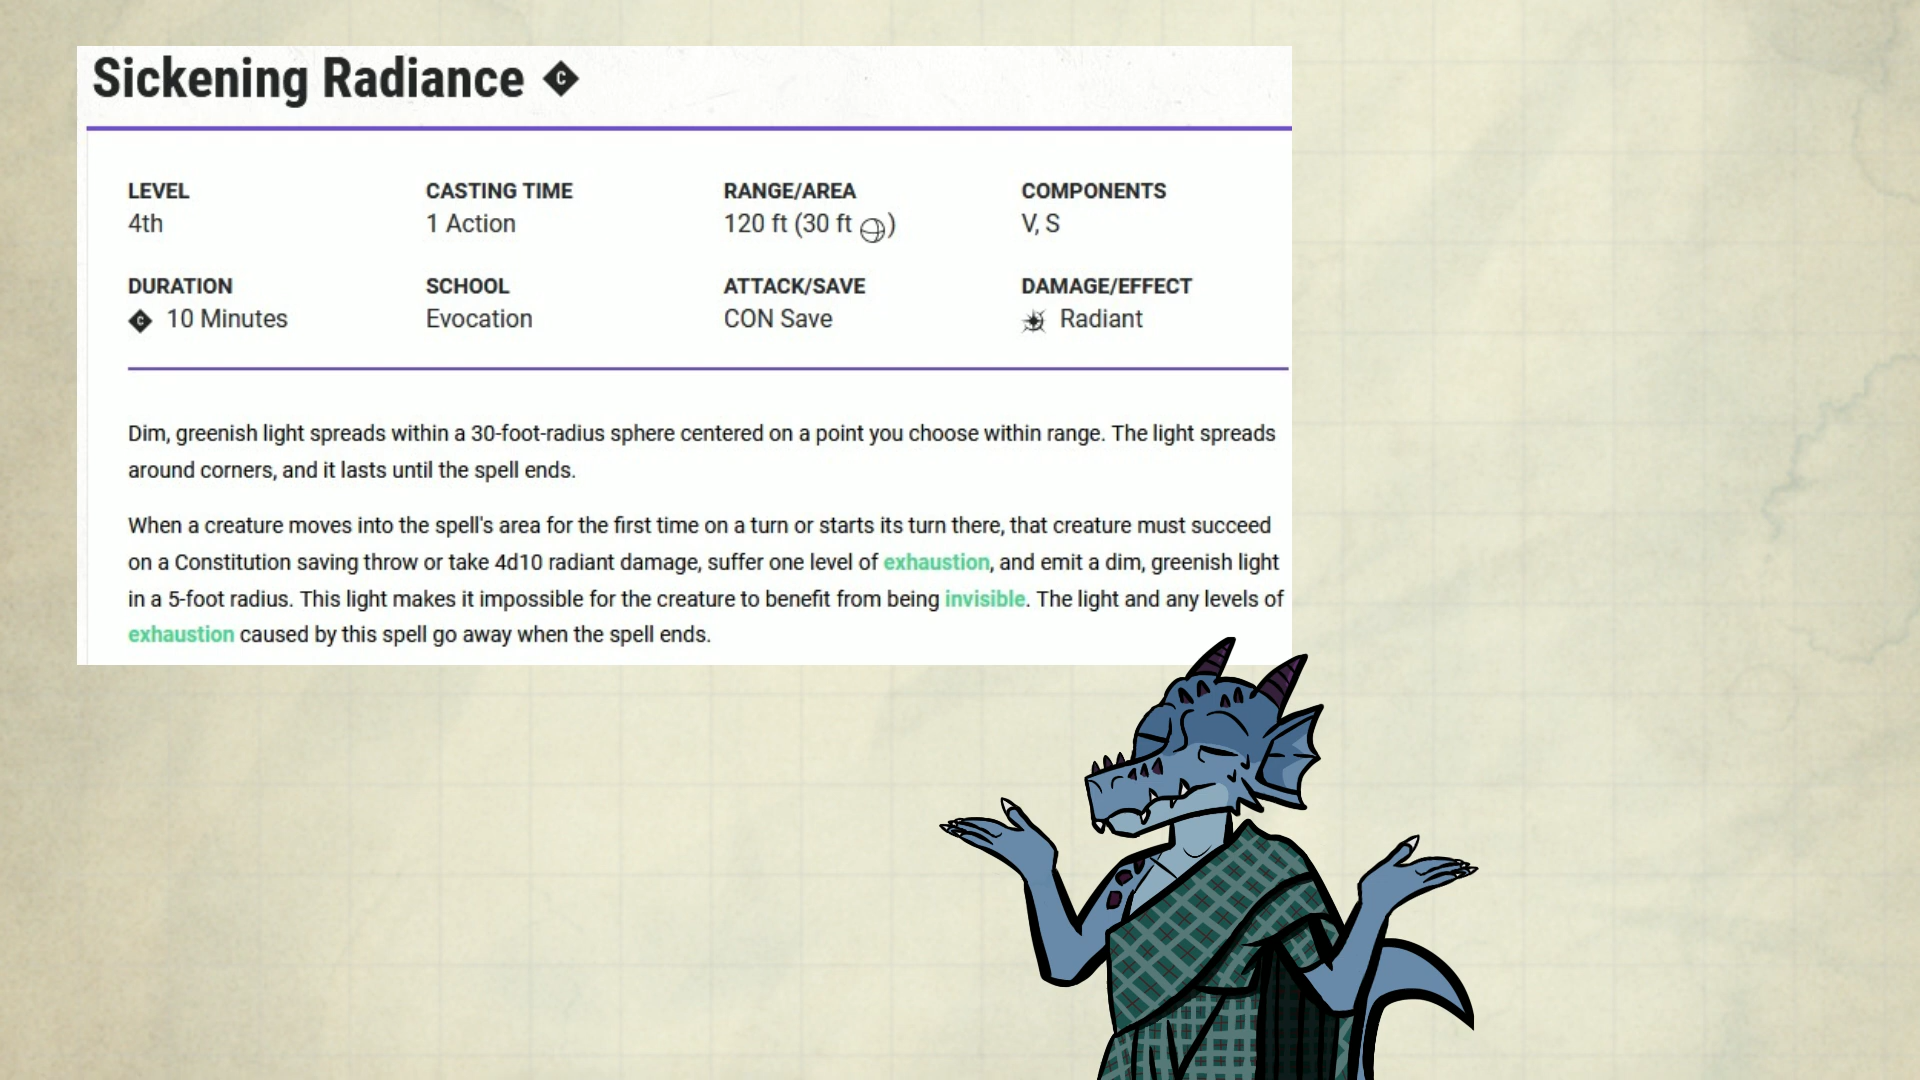 Sickening Radiance C
LEVEL CASTING TIME RANGE/AREA COMPONENTS
4th 1 Action 120 ft (30 ft ) V, S
DURATION SCHOOL ATTACK/SAVE DAMAGE/EFFECT
C 10 Minutes Evocation CON Save Radiant
Dim, greenish light spreads within a 30-foot-radius sphere centered on a point you choose within range. The light spreads
around corners, and it lasts until the spell ends.
When a creature moves into the spell's area for the first time on a turn or starts its turn there, that creature must succeed
on a Constitution saving throw or take 4d10 radiant damage, suffer one level of exhaustion, and emit a dim, greenish light
in a 5-foot radius. This light makes it impossible for the creature to benefit from being invisible. The light and any levels of
exhaustion caused by this spell go away when the spell ends.